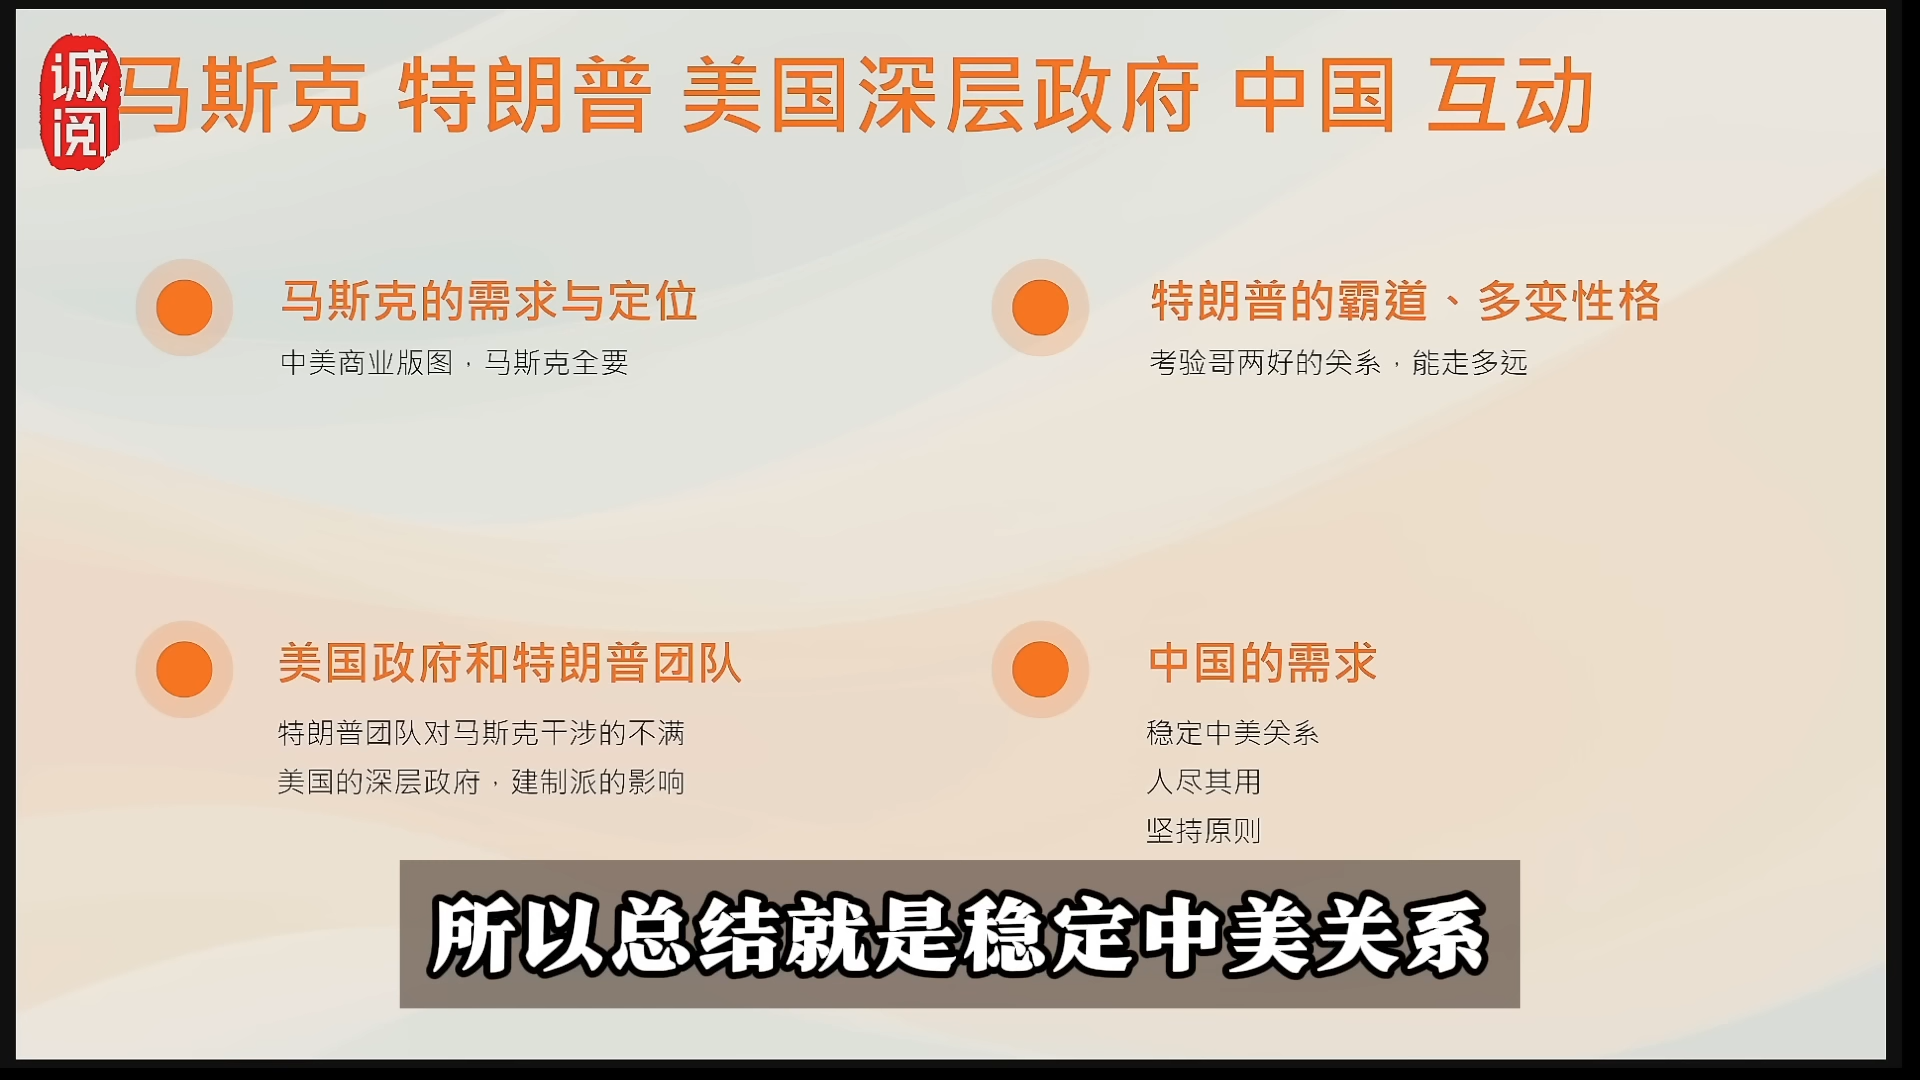 诚阅
马斯克 特朗普 美国深层政府 中国 互动
马斯克的需求与定位
中美商业版图，马斯克全要
特朗普的霸道、多变性格
考验哥两好的关系，能走多远
美国政府和特朗普团队
特朗普团队对马斯克干涉的不满
美国的深层政府，建制派的影响
中国的需求
稳定中美关系
人尽其用
坚持原则
所以总结就是稳定中美关系